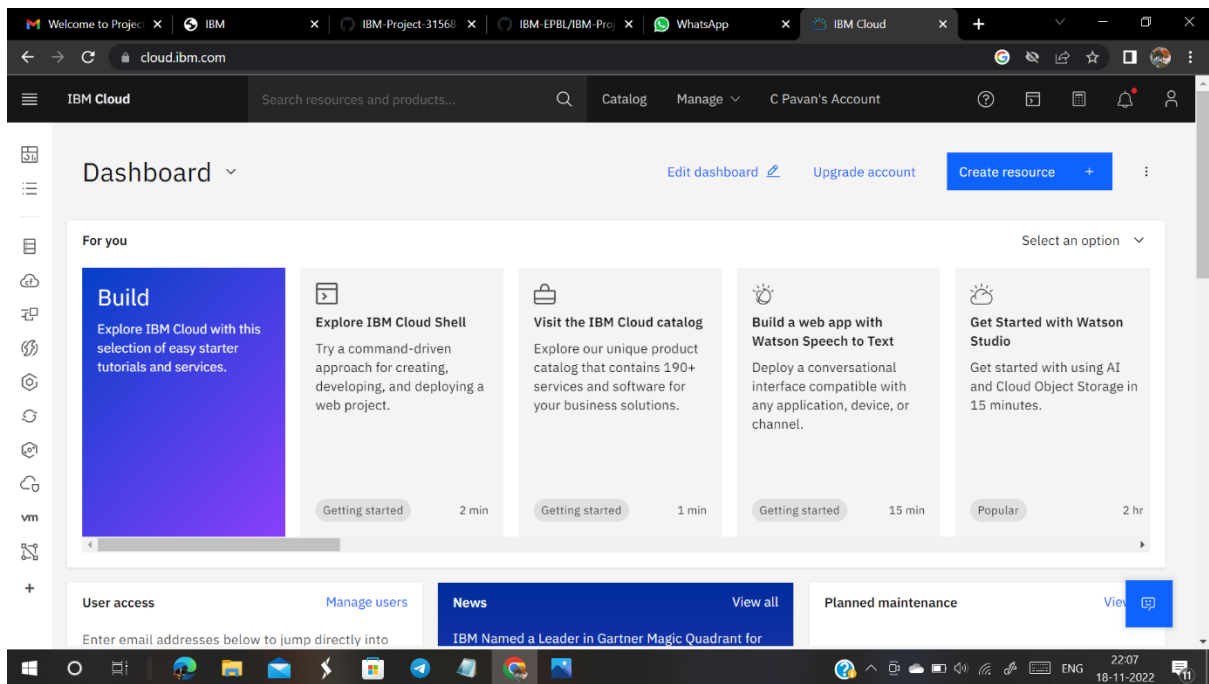 Welcome to Project
IBM
IBM-Project-31568
IBM-EPBL/IBM-Proj
WhatsApp
IBM Cloud
cloud.ibm.com
IBM Cloud
Search resources and products...
Catalog
Manage
C Pavan's Account
Dashboard
Edit dashboard
Upgrade account
Create resource +
For you
Select an option
Build
Explore IBM Cloud with this
selection of easy starter
tutorials and services.
Explore IBM Cloud Shell
Try a command-driven
approach for creating,
developing, and deploying a
web project.
Getting started
2 min
Visit the IBM Cloud catalog
Explore our unique product
catalog that contains 190+
services and software for
your business solutions.
Getting started
1 min
Build a web app with
Watson Speech to Text
Deploy a conversational
interface compatible with
any application, device, or
channel.
Getting started
15 min
Get Started with Watson
Studio
Get started with using AI
and Cloud Object Storage in
15 minutes.
Popular
2 hr
vm
User access
Manage users
Enter email addresses below to jump directly into
News
View all
IBM Named a Leader in Gartner Magic Quadrant for
Planned maintenance
View
ENG
22:07
18-11-2022
11